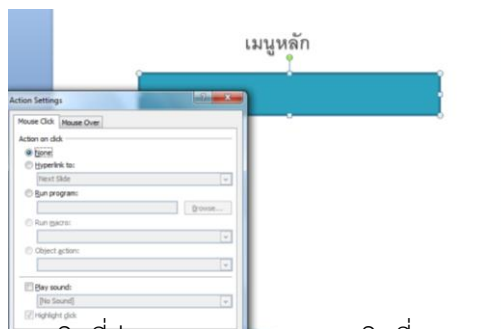 เมนูหลัก
Action Settings
Mouse Click Mouse Over
Action on click
None
Hyperlink to:
Next Slide
Run program:
Browse...
Run macro:
Object action:
Play sound:
[No Sound]
Highlight click